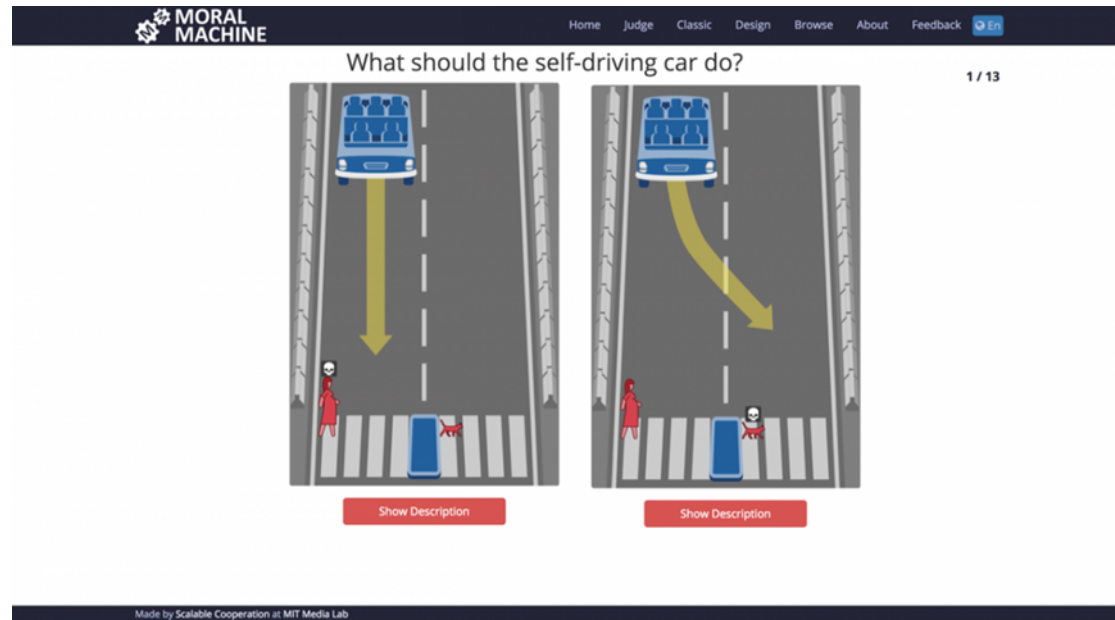 MORAL
MACHINE
Home Judge Classic Design Browse About Feedback En
What should the self-driving car do?
1 / 13
Show Description Show Description
Made by Scalable Cooperation at MIT Media Lab